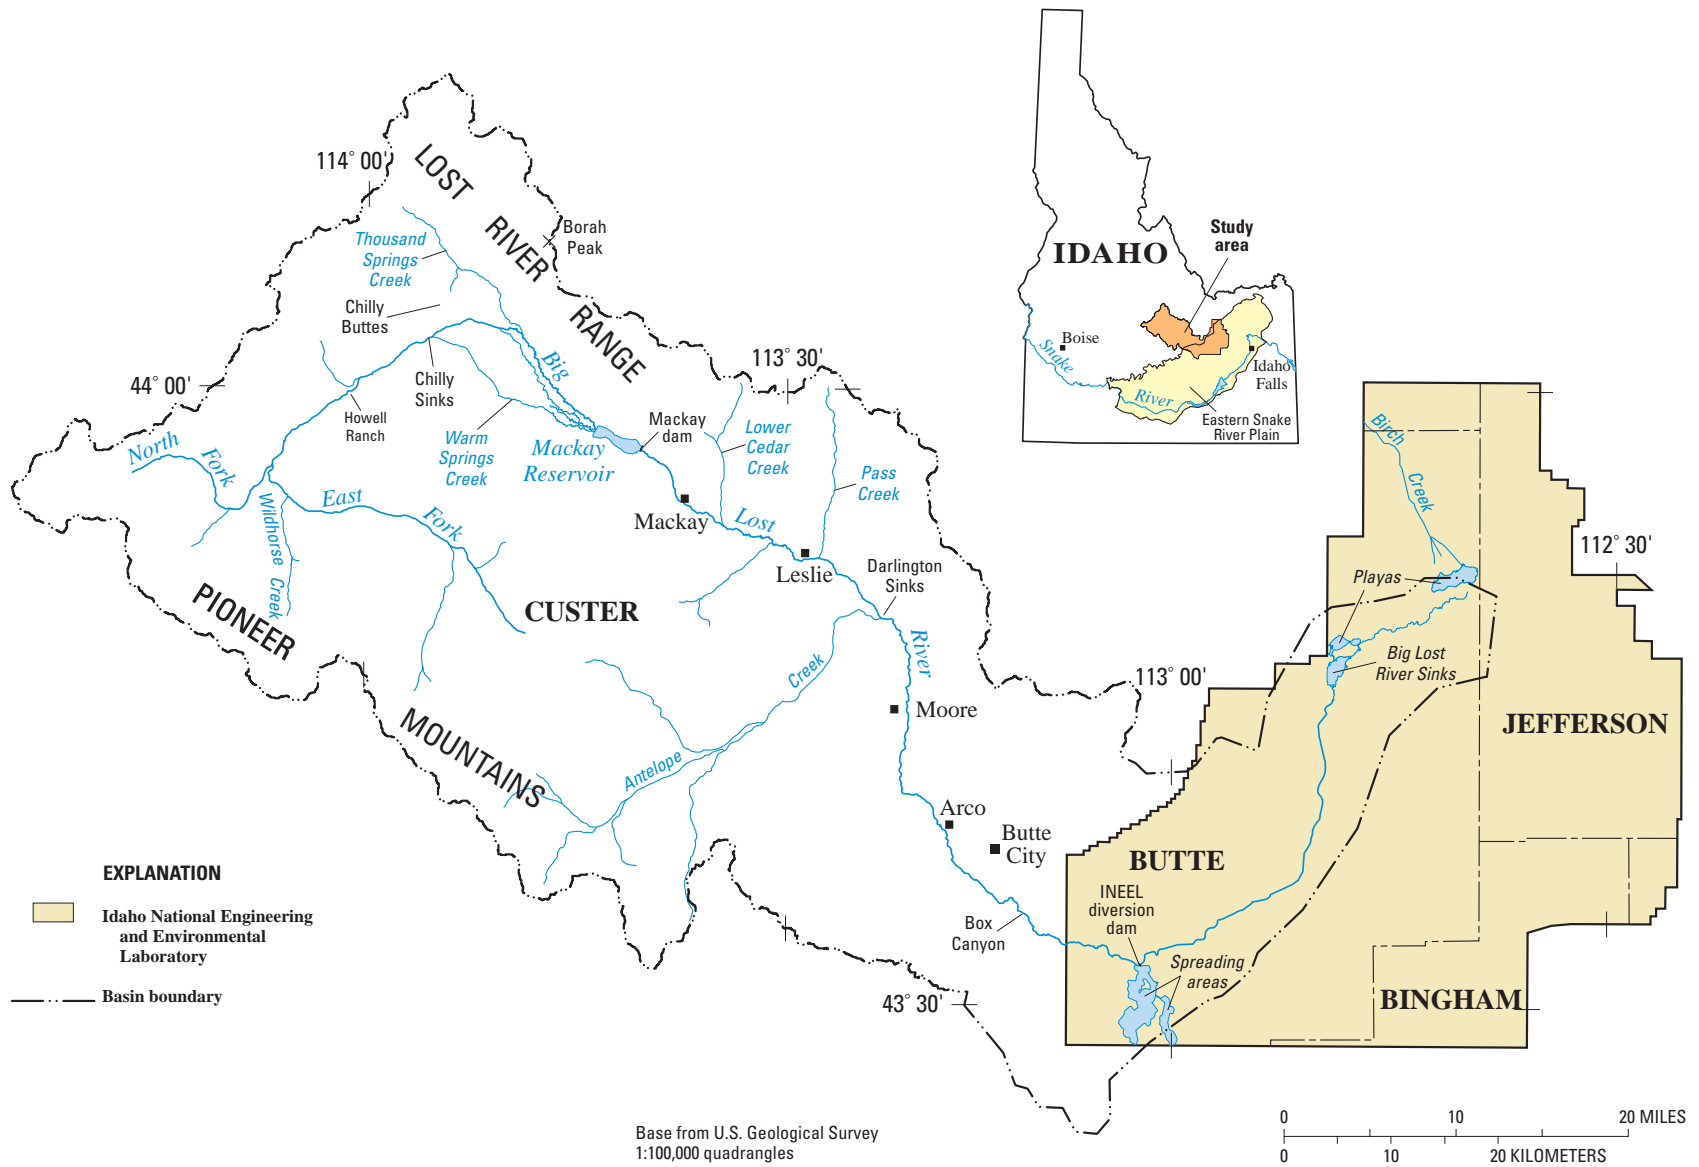 114° 00'
LOST
RIVER
RANGE
Borah
Peak
Thousand
Springs
Creek
Chilly
Buttes
Big
113° 30'
44° 00'
Chilly
Sinks
Howell
Ranch
Warm
Springs
Creek
Mackay
Reservoir
Mackay
dam
Lower
Cedar
Creek
Pass
Creek
North
Fork
Wildhorse Creek
East
Fork
Mackay
Lost
Leslie
Darlington
Sinks
River
PIONEER
MOUNTAINS
CUSTER
Creek
Antelope
Moore
Arco
Butte
City
Box
Canyon
113° 00'
43° 30'
IDAHO
Study
area
Boise
Snake
River
Idaho
Falls
Eastern Snake
River Plain
Birch
Creek
112° 30'
Playas
Big Lost
River Sinks
JEFFERSON
BUTTE
INEEL
diversion
dam
Spreading
areas
BINGHAM
EXPLANATION
Idaho National Engineering
and Environmental
Laboratory
Basin boundary
Base from U.S. Geological Survey
1:100,000 quadrangles
0 10 20 MILES
0 10 20 KILOMETERS